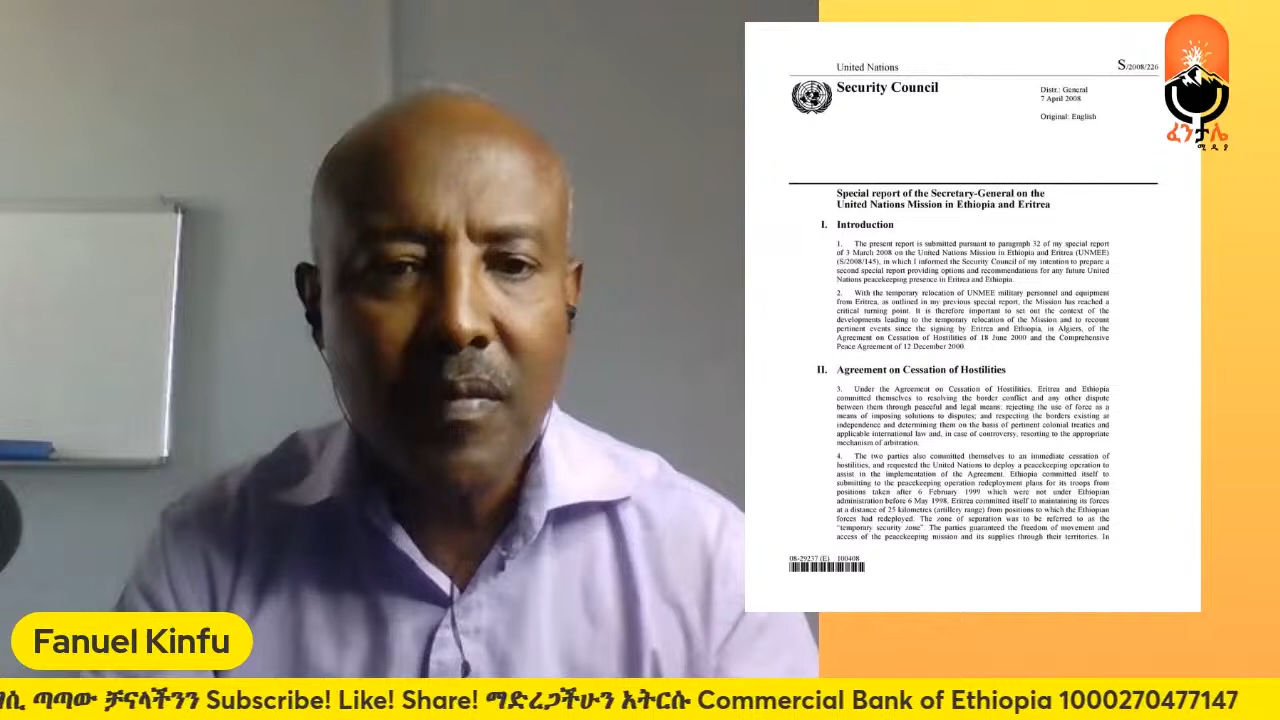 United Nations
S/2008/226
Security Council
Distr.: General
7 April 2008
Original: English
ፈንታሌ
ሚዲያ
Special report of the Secretary-General on the
United Nations Mission in Ethiopia and Eritrea
I. Introduction
1. The present report is submitted pursuant to paragraph 32 of my special report
of 3 March 2008 on the United Nations Mission in Ethiopia and Eritrea (UNMEE)
(S/2008/145), in which I informed the Security Council of my intention to prepare a
second special report providing options and recommendations for any future United
Nations peacekeeping presence in Eritrea and Ethiopia.
2. With the temporary relocation of UNMEE military personnel and equipment
from Eritrea, as outlined in my previous special report, the Mission has reached a
critical turning point. It is therefore important to set out the context of the
developments leading to the temporary relocation of the Mission and to recount
pertinent events since the signing by Eritrea and Ethiopia, in Algiers, of the
Agreement on Cessation of Hostilities of 18 June 2000 and the Comprehensive
Peace Agreement of 12 December 2000.
II. Agreement on Cessation of Hostilities
3. Under the Agreement on Cessation of Hostilities, Eritrea and Ethiopia
committed themselves to resolving the border conflict and any other dispute
between them through peaceful and legal means; rejecting the use of force as a
means of imposing solutions to disputes; and respecting the borders existing at
independence and determining them on the basis of pertinent colonial treaties and
applicable international law and, in case of controversy, resorting to the appropriate
mechanism of arbitration.
4. The two parties also committed themselves to an immediate cessation of
hostilities, and requested the United Nations to deploy a peacekeeping operation to
assist in the implementation of the Agreement. Ethiopia committed itself to
submitting to the peacekeeping operation redeployment plans for its troops from
positions taken after 6 February 1999 which were not under Ethiopian
administration before 6 May 1998. Eritrea committed itself to maintaining its forces
at a distance of 25 kilometres (artillery range) from positions to which the Ethiopian
forces had redeployed. The zone of separation was to be referred to as the
“temporary security zone”. The parties guaranteed the freedom of movement and
access of the peacekeeping mission and its supplies through their territories. In
08-29237 (E) 100408
Fanuel Kinfu
ጣጣው ቻናላችንን Subscribe! Like! Share! ማድረጋችሁን አትርሱ Commercial Bank of Ethiopia 1000270477147